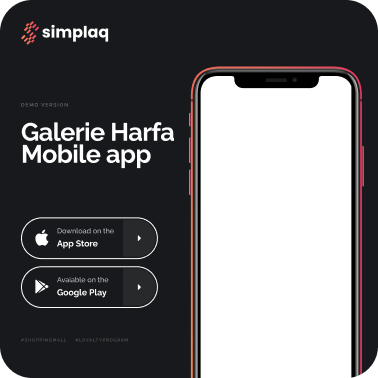 simplaq
DEMO VERSION
Galerie Harfa
Mobile app
Download on the
App Store
Avaiable on the
Google Play
#SHOPPINGMALL #LOYALTYPROGRAM